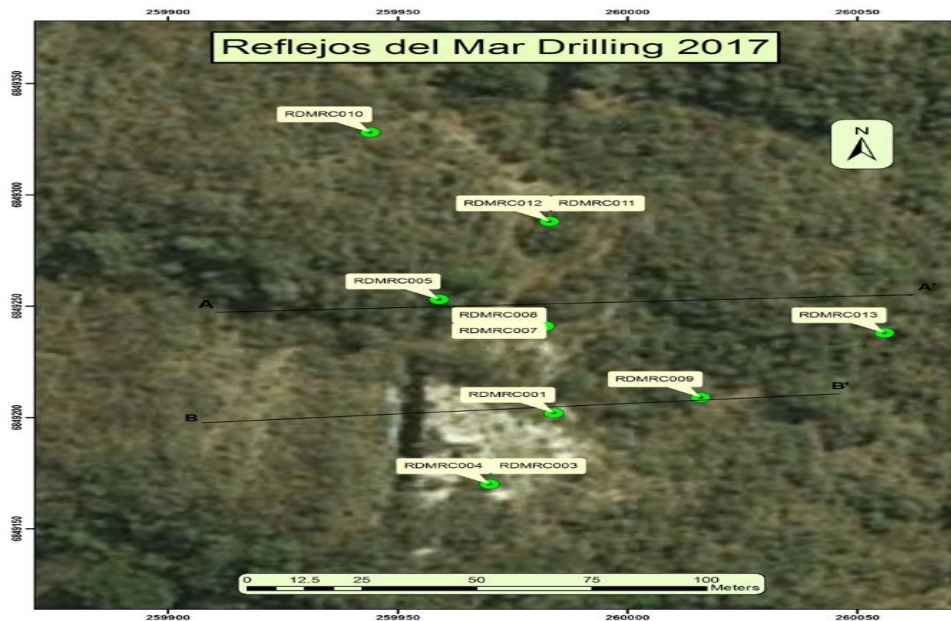 259900 259950 260000 260050
Reflejos del Mar Drilling 2017
6849350
RDMRC010
N
6849300
RDMRC012 RDMRC011
RDMRC005
A A'
6849250
RDMRC008
RDMRC013
RDMRC007
RDMRC009
B'
RDMRC001
6849200
B
RDMRC004 RDMRC003
6849150
0 12.5 25 50 75 100
Meters
259900 259950 260000 260050